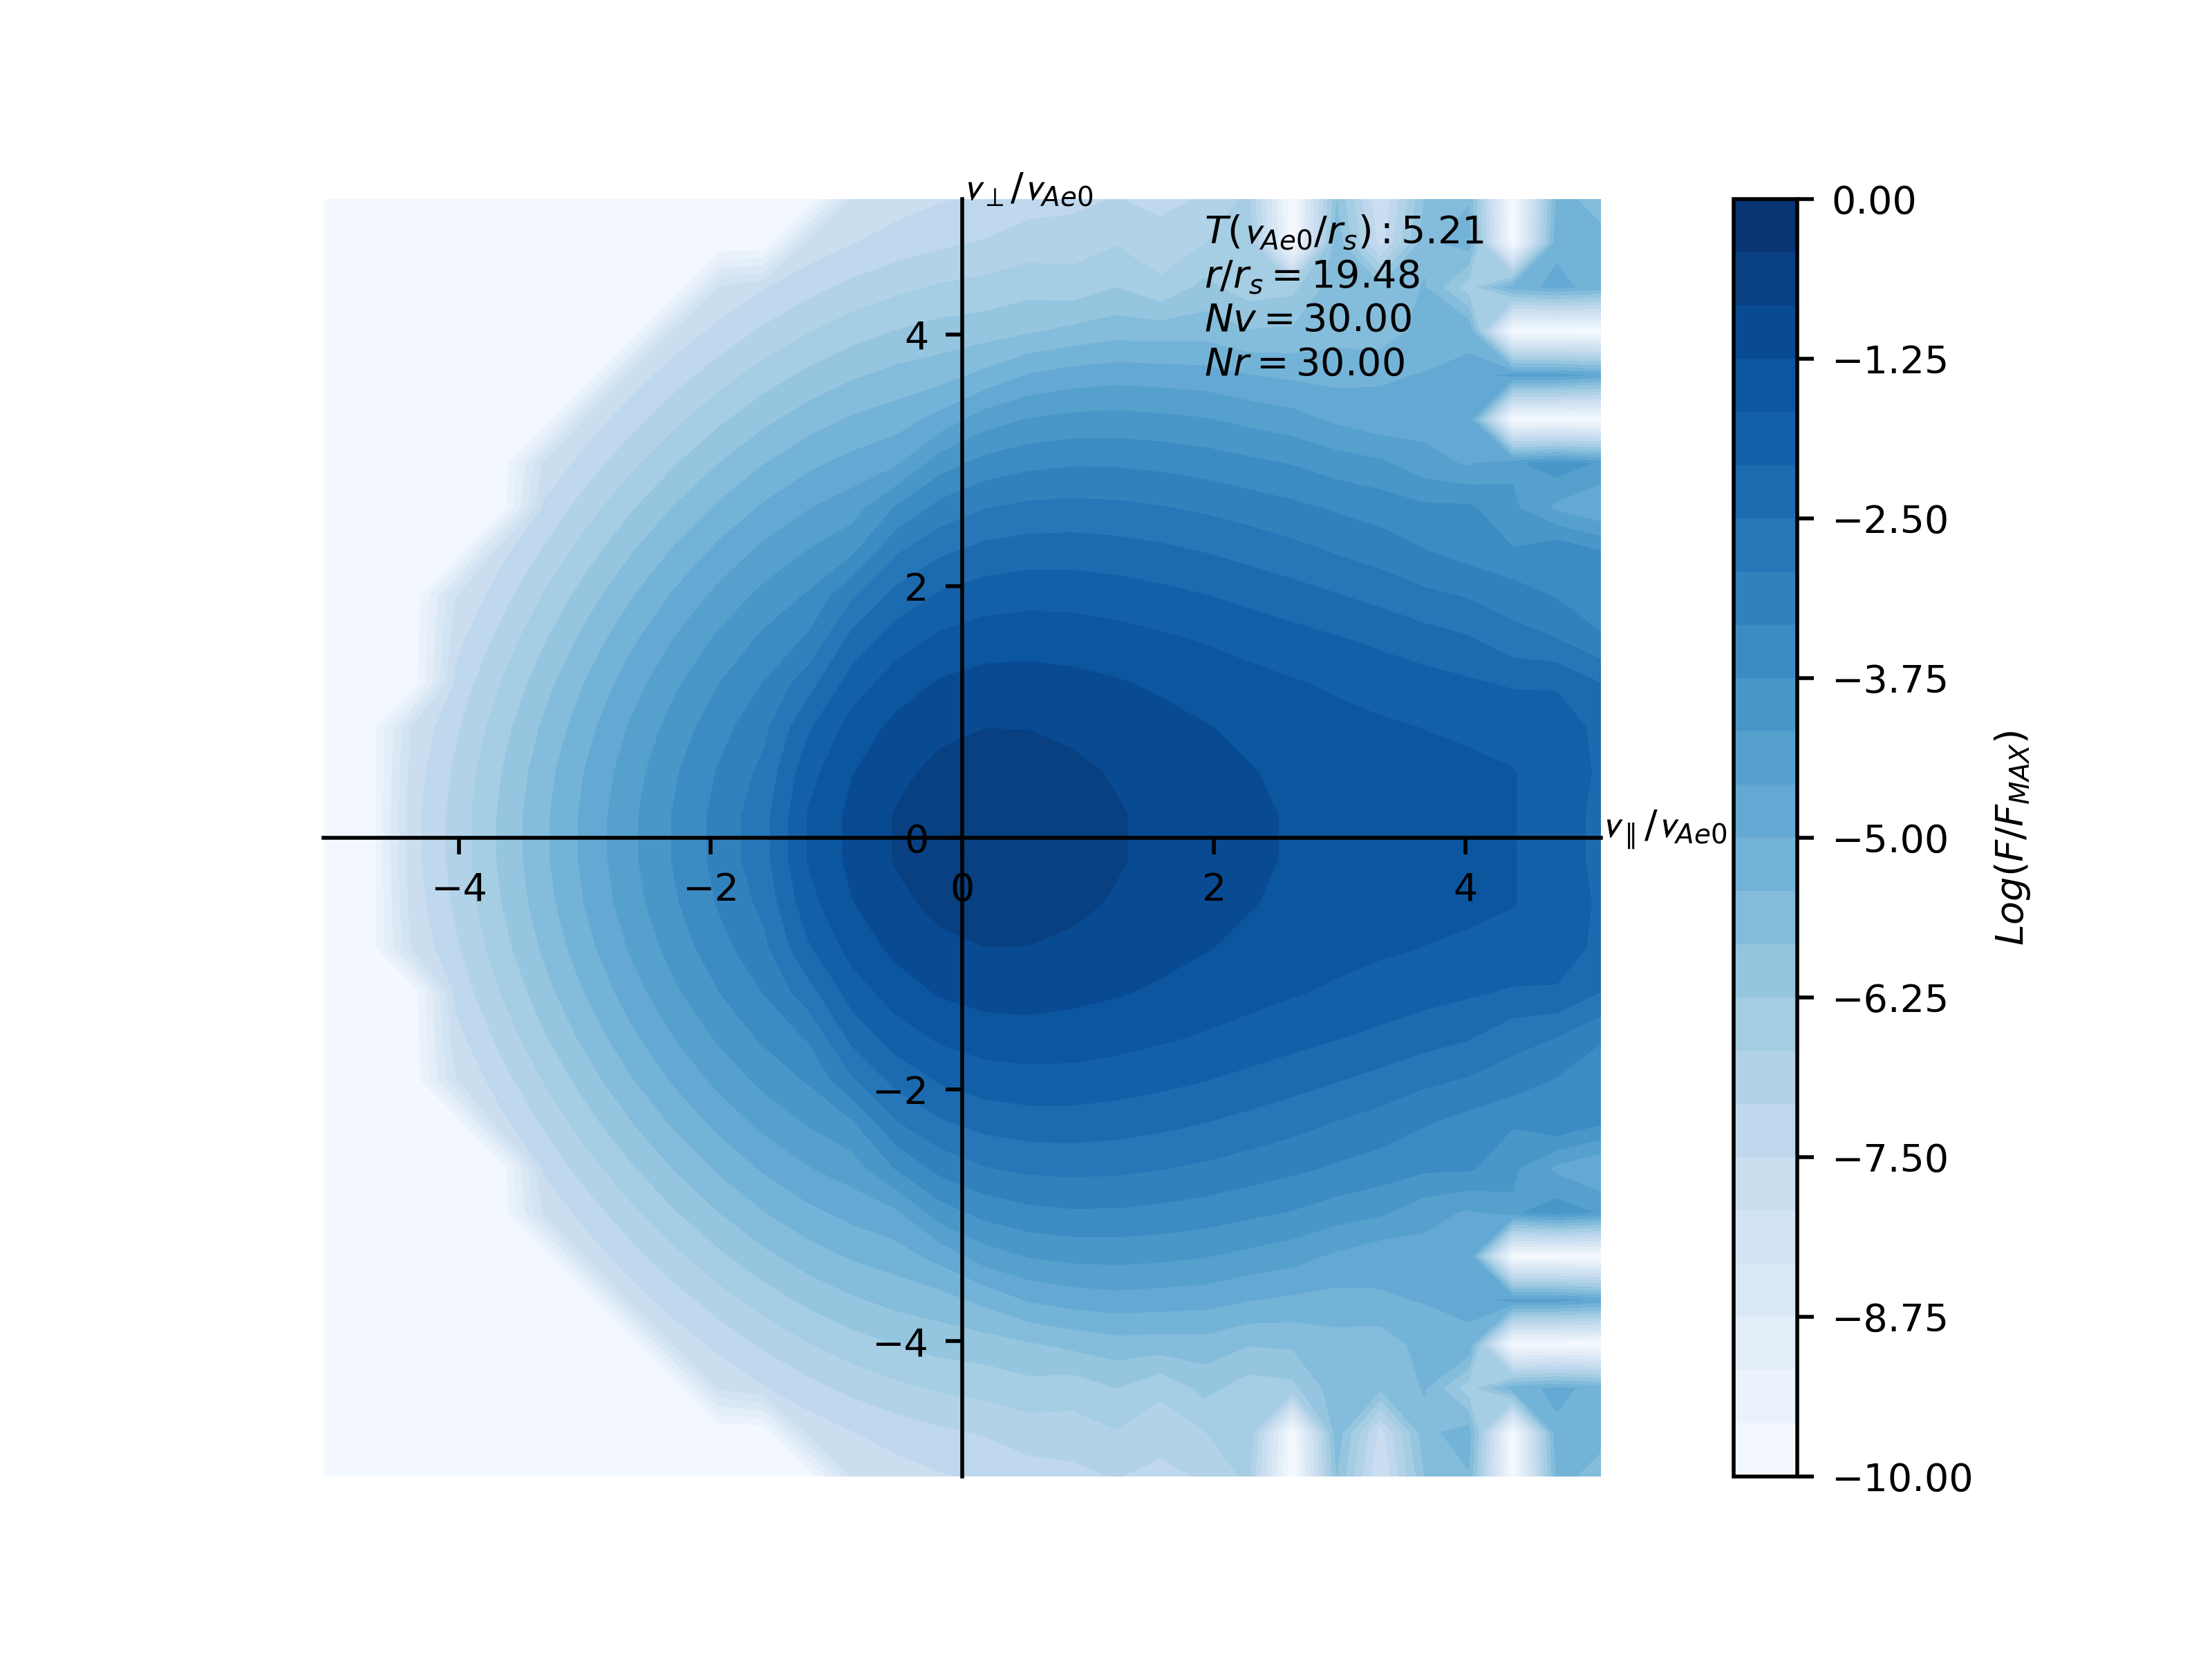 v⊥/vAe0
T(vAe0/rs) : 5.21
r/rs = 19.48
Nv = 30.00
Nr = 30.00
4
2
0
−2
−4
−4 −2 0 2 4
v∥/vAe0
0.00
−1.25
−2.50
−3.75
−5.00
−6.25
−7.50
−8.75
−10.00
Log(F/FMAX)